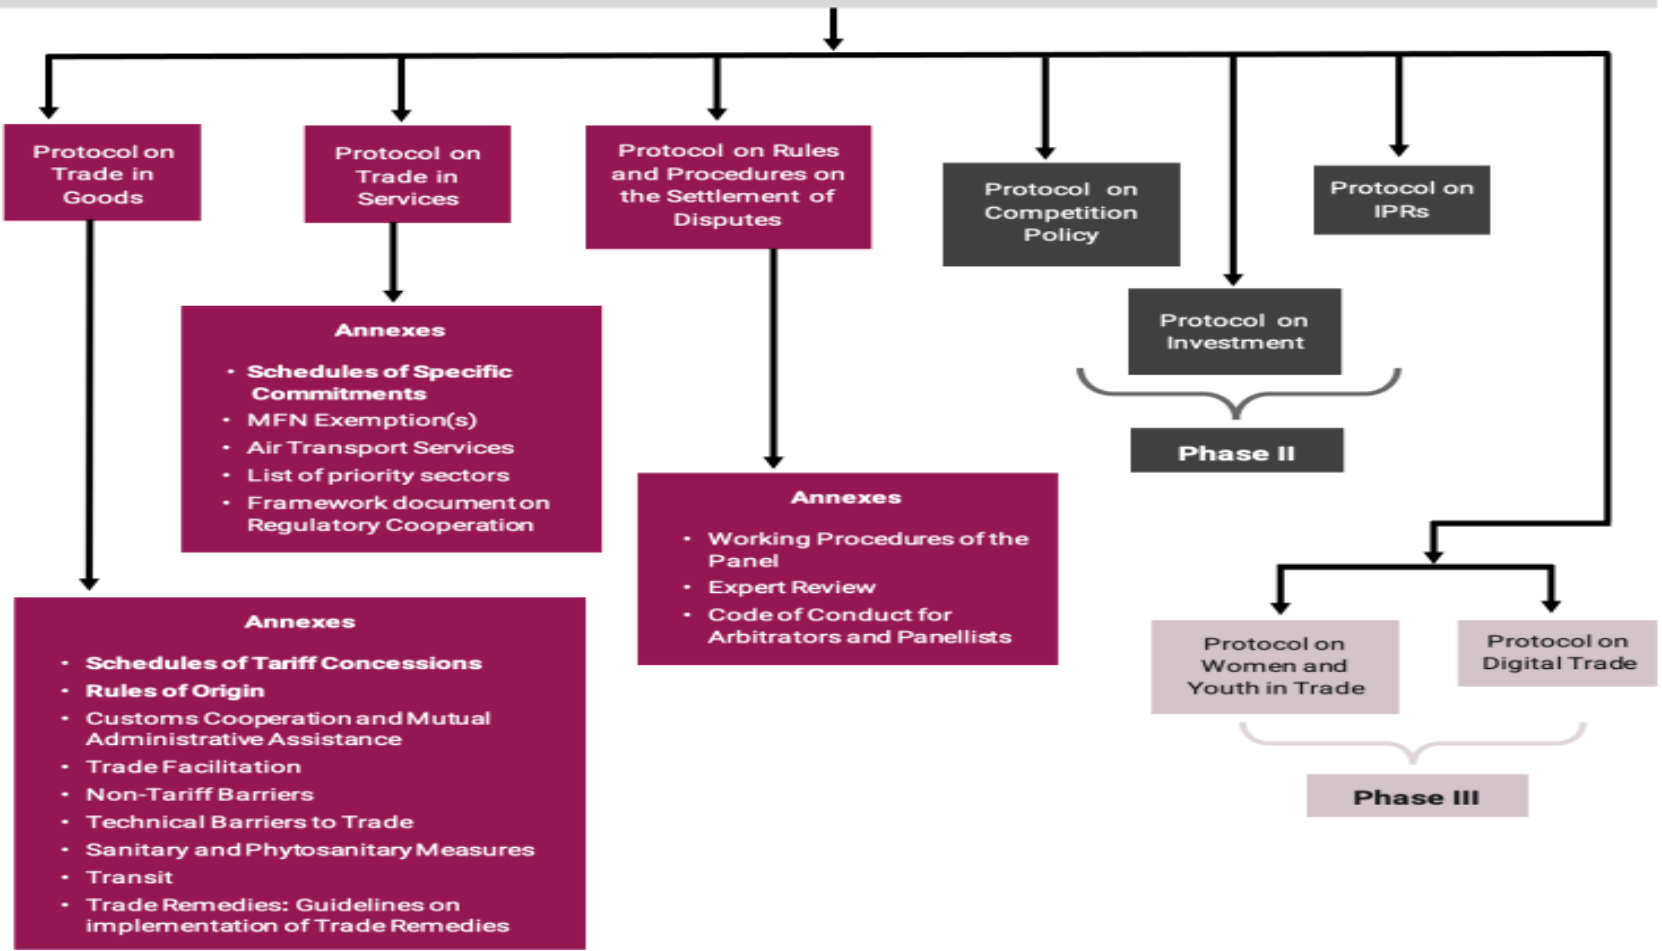 Protocol on
Trade in
Goods
Protocol on
Trade in
Services
Protocol on Rules
and Procedures on
the Settlement of
Disputes
Protocol on
Competition
Policy
Protocol on
IPRs
Protocol on
Investment
Phase II
Annexes
• Schedules of Specific
Commitments
• MFN Exemption(s)
• Air Transport Services
• List of priority sectors
• Framework document on
Regulatory Cooperation
Annexes
• Working Procedures of the
Panel
• Expert Review
• Code of Conduct for
Arbitrators and Panellists
Annexes
• Schedules of Tariff Concessions
• Rules of Origin
• Customs Cooperation and Mutual
Administrative Assistance
• Trade Facilitation
• Non-Tariff Barriers
• Technical Barriers to Trade
• Sanitary and Phytosanitary Measures
• Transit
• Trade Remedies: Guidelines on
implementation of Trade Remedies
Protocol on
Women and
Youth in Trade
Protocol on
Digital Trade
Phase III